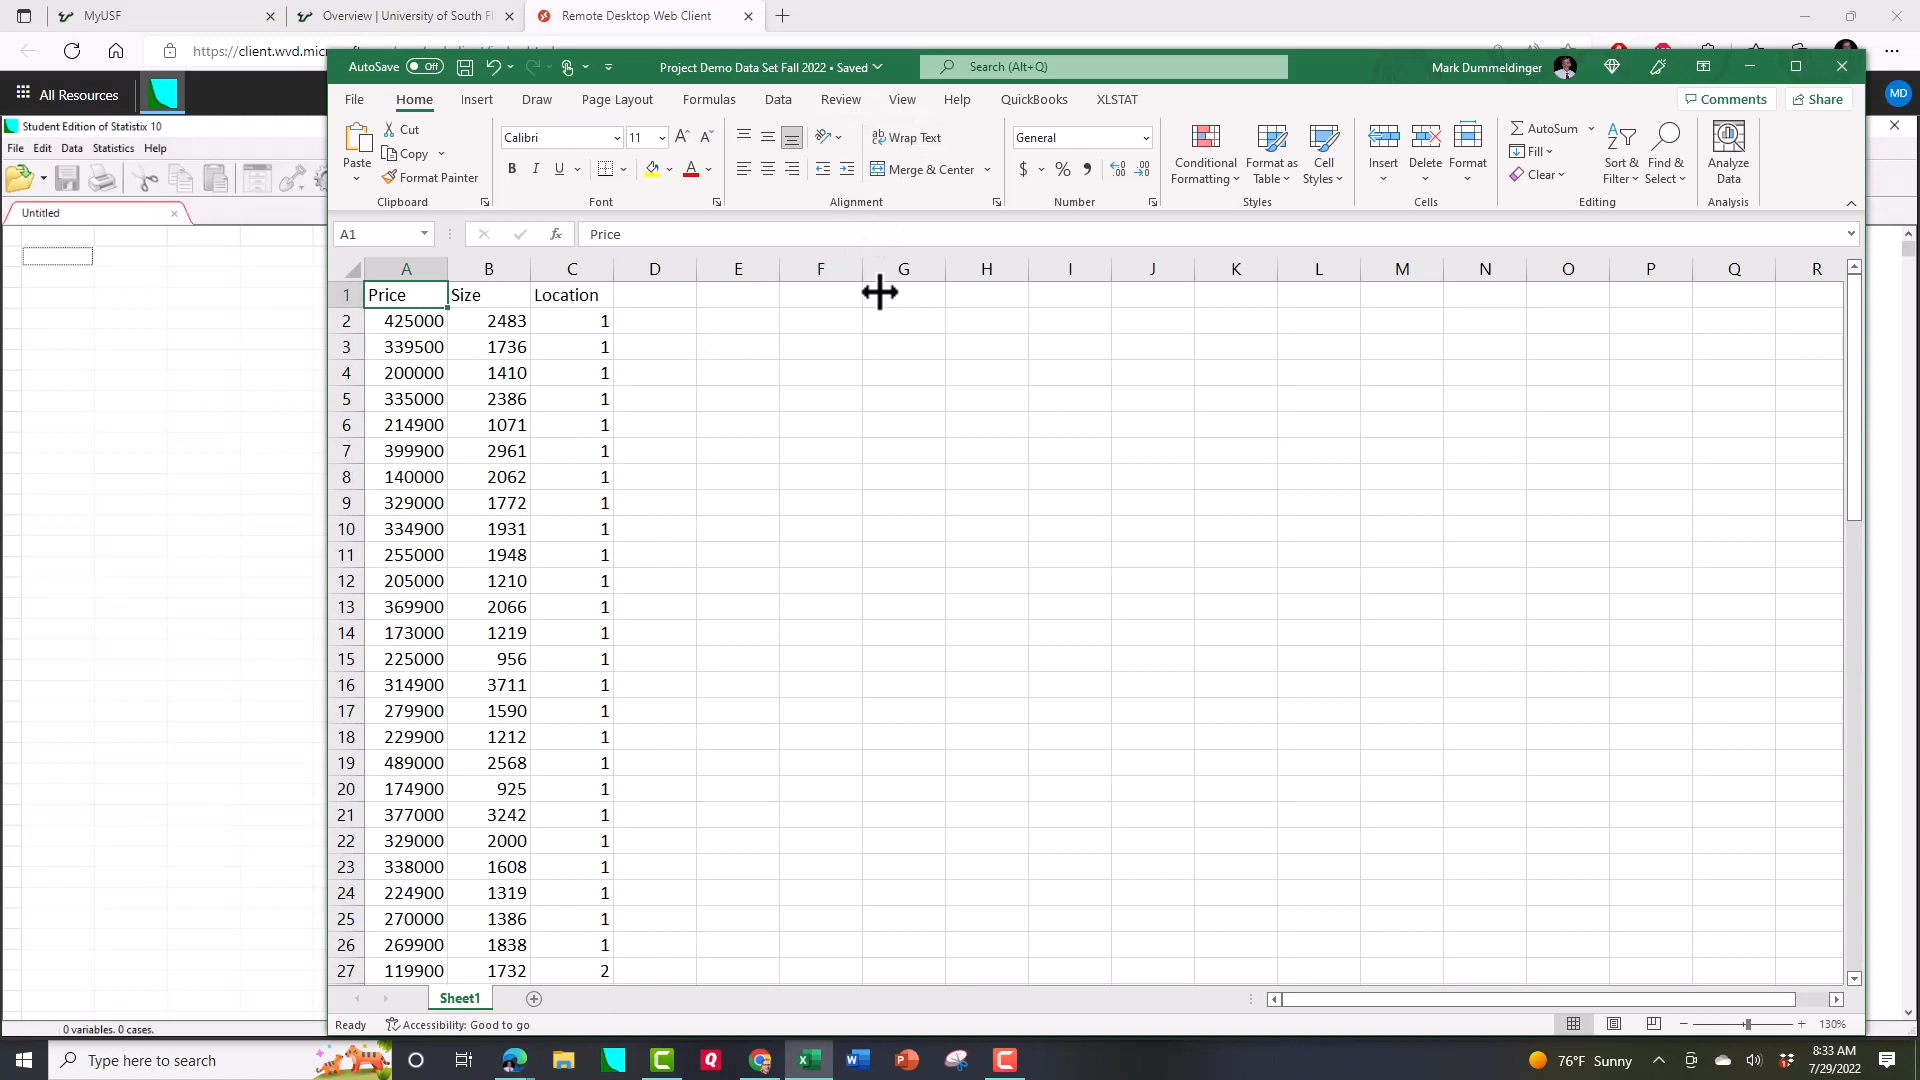 MyUSF
Overview | University of South Fl
Remote Desktop Web Client
https://client.wvd.micr
AutoSave Off
Project Demo Data Set Fall 2022 • Saved
Search (Alt+Q)
Mark Dummeldinger
All Resources
MD
File Home Insert Draw Page Layout Formulas Data Review View Help QuickBooks XLSTAT
Comments Share
Student Edition of Statistix 10
File Edit Data Statistics Help
Untitled
0 variables. 0 cases.
Paste
Cut
Copy
Format Painter
Clipboard
Calibri 11
B I U
Font
Wrap Text
Merge & Center
Alignment
General
$ %
Number
Conditional Formatting
Format as Table
Cell Styles
Styles
Insert Delete Format
Cells
AutoSum
Fill
Clear
Sort & Filter
Find & Select
Editing
Analyze Data
Analysis
A1 fx Price
A B C D E F G H I J K L M N O P Q R
1 Price Size Location
2 425000 2483 1
3 339500 1736 1
4 200000 1410 1
5 335000 2386 1
6 214900 1071 1
7 399900 2961 1
8 140000 2062 1
9 329000 1772 1
10 334900 1931 1
11 255000 1948 1
12 205000 1210 1
13 369900 2066 1
14 173000 1219 1
15 225000 956 1
16 314900 3711 1
17 279900 1590 1
18 229900 1212 1
19 489000 2568 1
20 174900 925 1
21 377000 3242 1
22 329000 2000 1
23 338000 1608 1
24 224900 1319 1
25 270000 1386 1
26 269900 1838 1
27 119900 1732 2
Sheet1
Ready
Accessibility: Good to go
130%
Type here to search
76°F Sunny
8:33 AM
7/29/2022